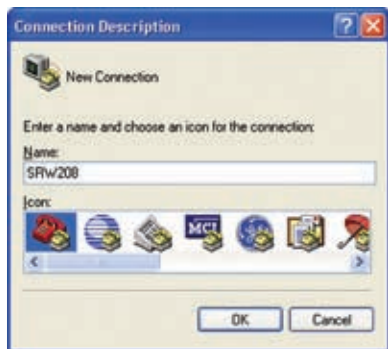 Connection Description
New Connection
Enter a name and choose an icon for the connection:
Name:
SRW208
Icon:
MCI
OK Cancel